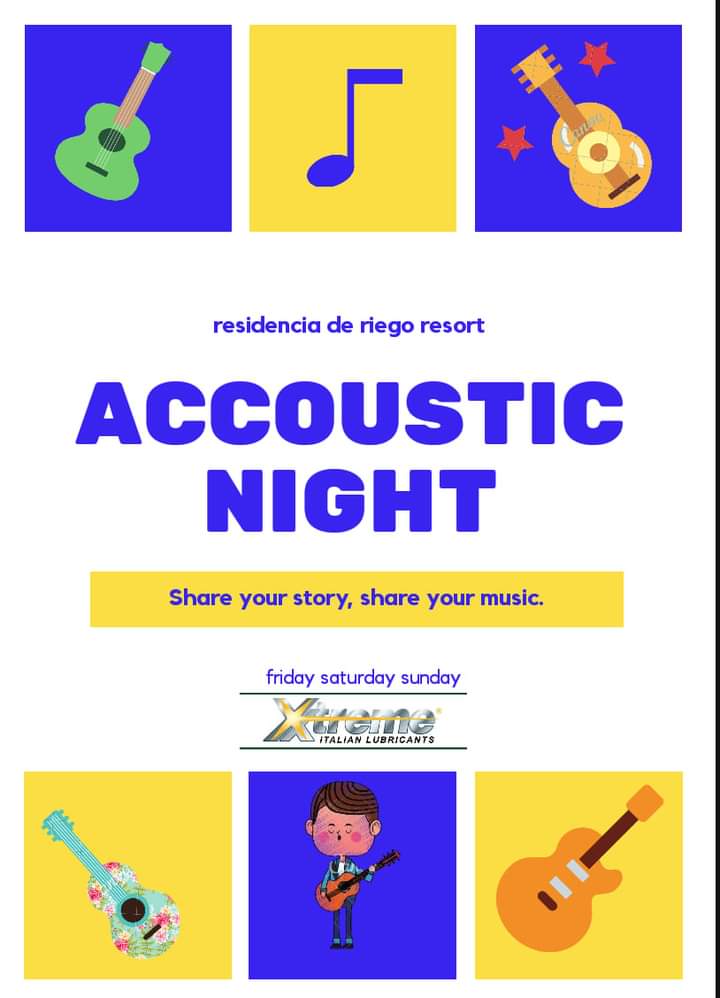 residencia de riego resort
ACCOUSTIC
NIGHT
Share your story, share your music.
friday saturday sunday
Xtreme
ITALIAN LUBRICANTS